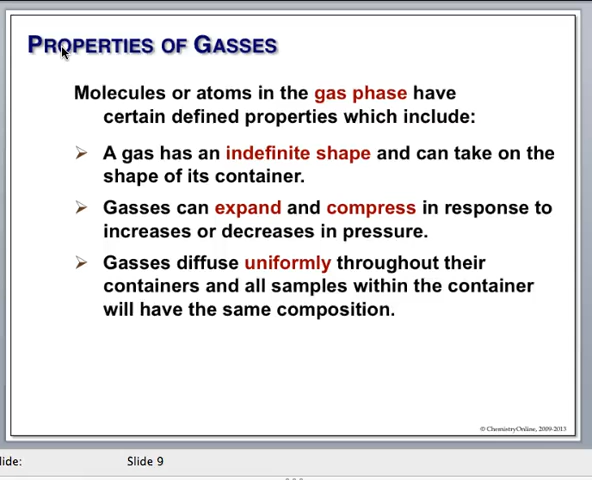 PROPERTIES OF GASSES
Molecules or atoms in the gas phase have
certain defined properties which include:
A gas has an indefinite shape and can take on the
shape of its container.
Gasses can expand and compress in response to
increases or decreases in pressure.
Gasses diffuse uniformly throughout their
containers and all samples within the container
will have the same composition.
© ChemistryOnline, 2009-2013
lide: Slide 9